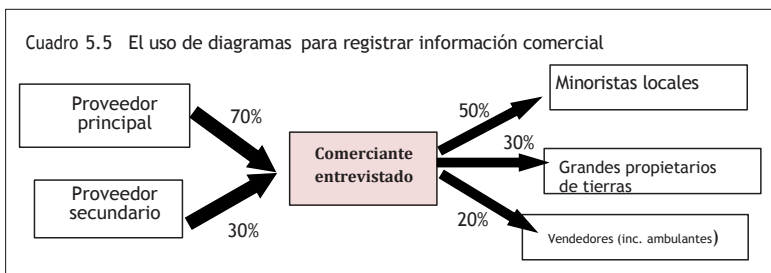 Cuadro 5.5 El uso de diagramas para registrar información comercial
Proveedor
principal
70%
Proveedor
secundario
30%
Comerciante
entrevistado
50%
Minoristas locales
30%
Grandes propietarios
de tierras
20%
Vendedores (inc. ambulantes)